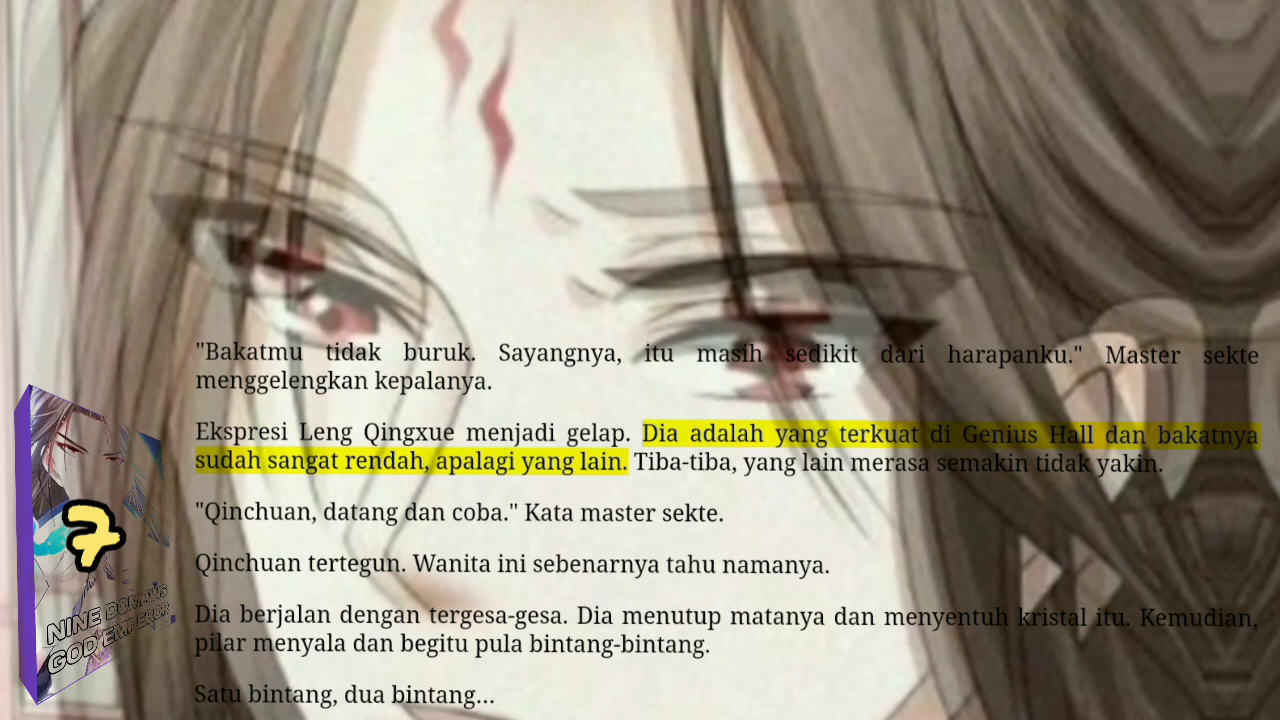 "Bakatmu tidak buruk. Sayangnya, itu masih sedikit dari harapanku." Master sekte
menggelengkan kepalanya.
Ekspresi Leng Qingxue menjadi gelap. Dia adalah yang terkuat di Genius Hall dan bakatnya
sudah sangat rendah, apalagi yang lain. Tiba-tiba, yang lain merasa semakin tidak yakin.
"Qinchuan, datang dan coba." Kata master sekte.
Qinchuan tertegun. Wanita ini sebenarnya tahu namanya.
Dia berjalan dengan tergesa-gesa. Dia menutup matanya dan menyentuh kristal itu. Kemudian,
pilar menyala dan begitu pula bintang-bintang.
Satu bintang, dua bintang...
7
NINE DOMAINS
GOD EMPEROR